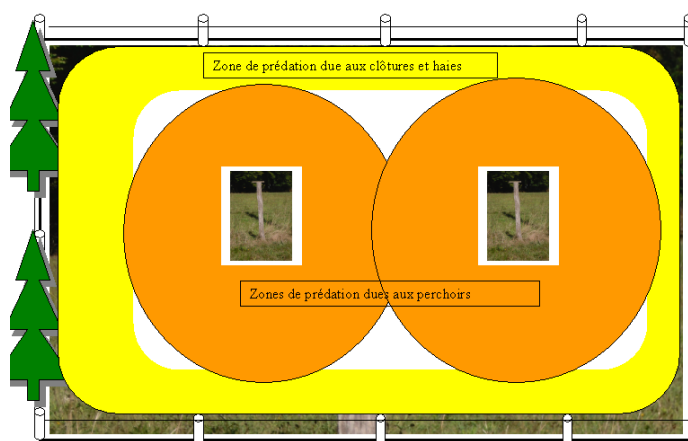 Zone de prédation due aux clôtures et haies
Zones de prédation dues aux perchoirs